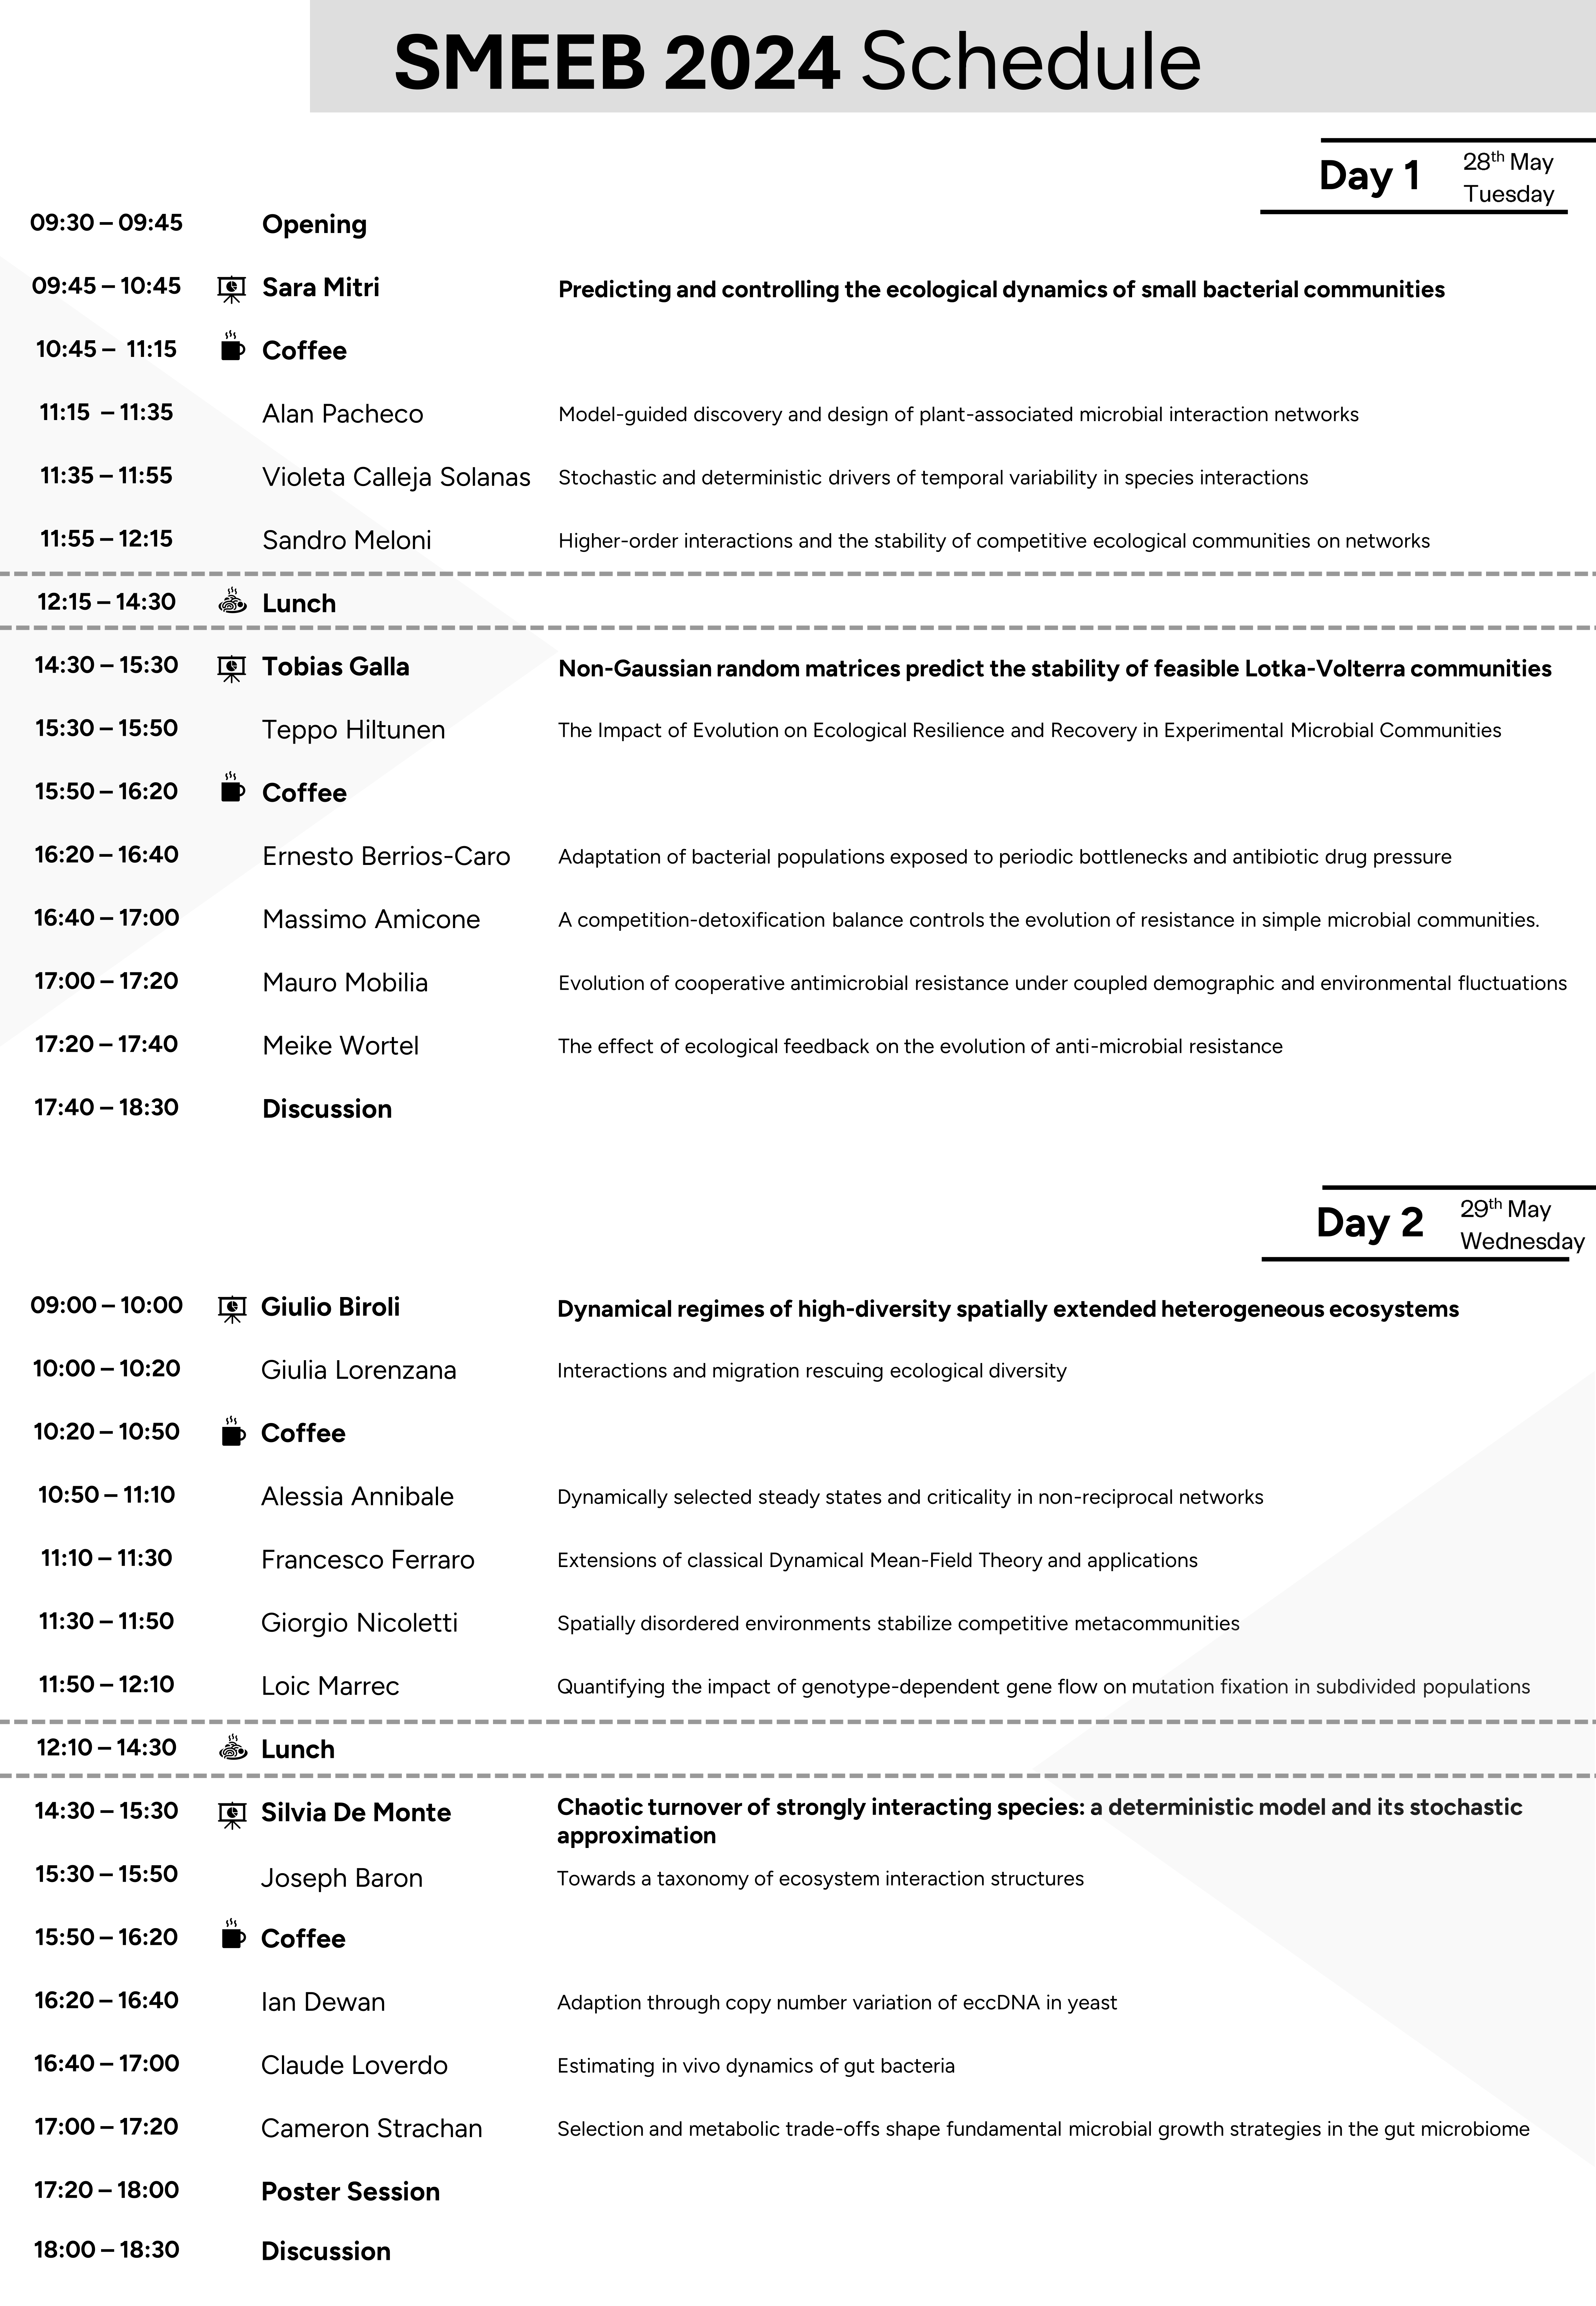 SMEEB 2024 Schedule
Day 1 28th May
Tuesday
09:30 – 09:45 Opening
09:45 – 10:45 Sara Mitri Predicting and controlling the ecological dynamics of small bacterial communities
10:45 – 11:15 Coffee
11:15 – 11:35 Alan Pacheco Model-guided discovery and design of plant-associated microbial interaction networks
11:35 – 11:55 Violeta Calleja Solanas Stochastic and deterministic drivers of temporal variability in species interactions
11:55 – 12:15 Sandro Meloni Higher-order interactions and the stability of competitive ecological communities on networks
12:15 – 14:30 Lunch
14:30 – 15:30 Tobias Galla Non-Gaussian random matrices predict the stability of feasible Lotka-Volterra communities
15:30 – 15:50 Teppo Hiltunen The Impact of Evolution on Ecological Resilience and Recovery in Experimental Microbial Communities
15:50 – 16:20 Coffee
16:20 – 16:40 Ernesto Berrios-Caro Adaptation of bacterial populations exposed to periodic bottlenecks and antibiotic drug pressure
16:40 – 17:00 Massimo Amicone A competition-detoxification balance controls the evolution of resistance in simple microbial communities.
17:00 – 17:20 Mauro Mobilia Evolution of cooperative antimicrobial resistance under coupled demographic and environmental fluctuations
17:20 – 17:40 Meike Wortel The effect of ecological feedback on the evolution of anti-microbial resistance
17:40 – 18:30 Discussion
Day 2 29th May
Wednesday
09:00 – 10:00 Giulio Biroli Dynamical regimes of high-diversity spatially extended heterogeneous ecosystems
10:00 – 10:20 Giulia Lorenzana Interactions and migration rescuing ecological diversity
10:20 – 10:50 Coffee
10:50 – 11:10 Alessia Annibale Dynamically selected steady states and criticality in non-reciprocal networks
11:10 – 11:30 Francesco Ferraro Extensions of classical Dynamical Mean-Field Theory and applications
11:30 – 11:50 Giorgio Nicoletti Spatially disordered environments stabilize competitive metacommunities
11:50 – 12:10 Loic Marrec Quantifying the impact of genotype-dependent gene flow on mutation fixation in subdivided populations
12:10 – 14:30 Lunch
14:30 – 15:30 Silvia De Monte Chaotic turnover of strongly interacting species: a deterministic model and its stochastic
approximation
15:30 – 15:50 Joseph Baron Towards a taxonomy of ecosystem interaction structures
15:50 – 16:20 Coffee
16:20 – 16:40 Ian Dewan Adaption through copy number variation of eccDNA in yeast
16:40 – 17:00 Claude Loverdo Estimating in vivo dynamics of gut bacteria
17:00 – 17:20 Cameron Strachan Selection and metabolic trade-offs shape fundamental microbial growth strategies in the gut microbiome
17:20 – 18:00 Poster Session
18:00 – 18:30 Discussion